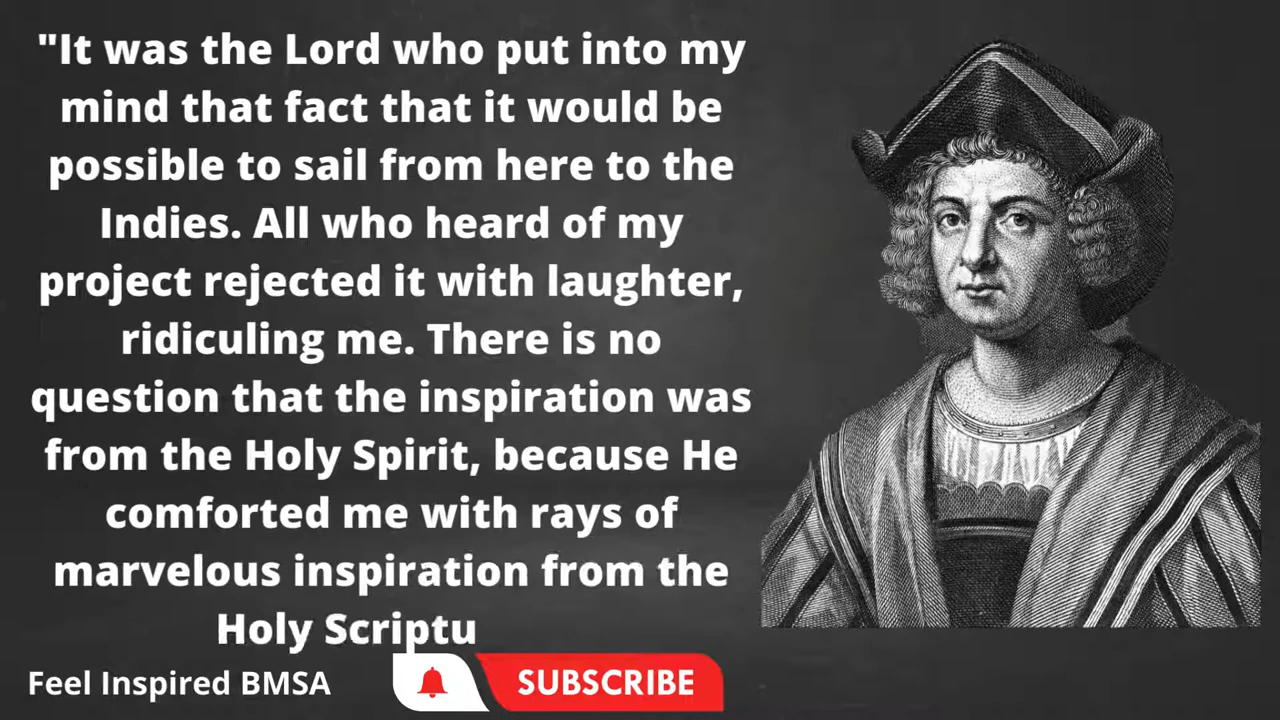 "It was the Lord who put into my
mind that fact that it would be
possible to sail from here to the
Indies. All who heard of my
project rejected it with laughter,
ridiculing me. There is no
question that the inspiration was
from the Holy Spirit, because He
comforted me with rays of
marvelous inspiration from the
Holy Scriptu
Feel Inspired BMSA
SUBSCRIBE